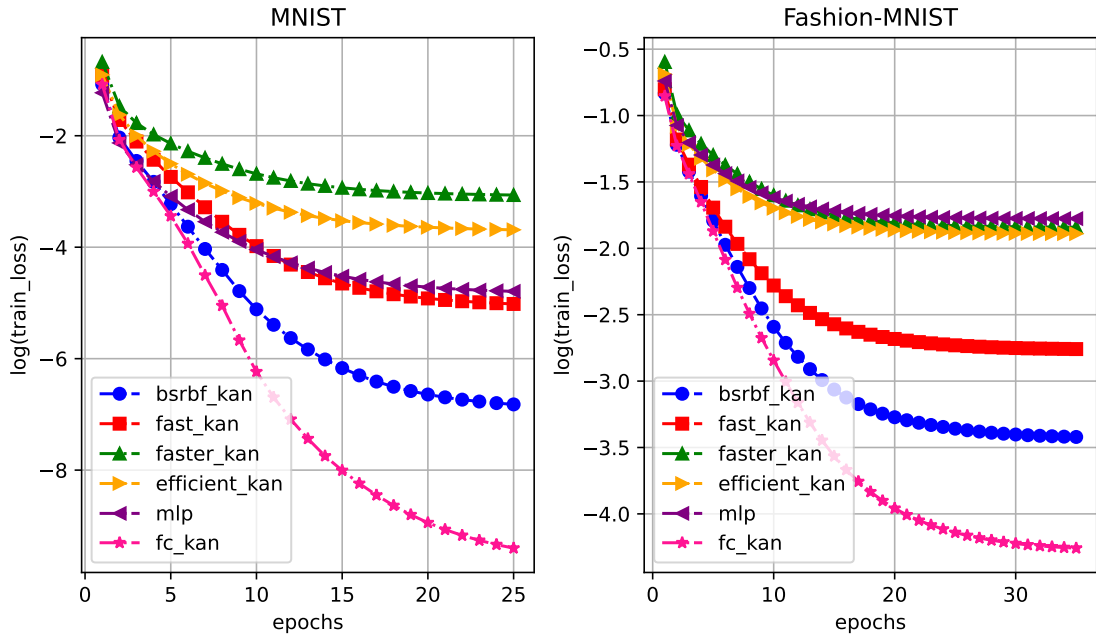 MNIST
log(train_loss)
−2
−4
−6
−8
0
5
10
15
20
25
epochs
bsrbf_kan
fast_kan
faster_kan
efficient_kan
mlp
fc_kan
Fashion-MNIST
log(train_loss)
−0.5
−1.0
−1.5
−2.0
−2.5
−3.0
−3.5
−4.0
0
10
20
30
epochs
bsrbf_kan
fast_kan
faster_kan
efficient_kan
mlp
fc_kan